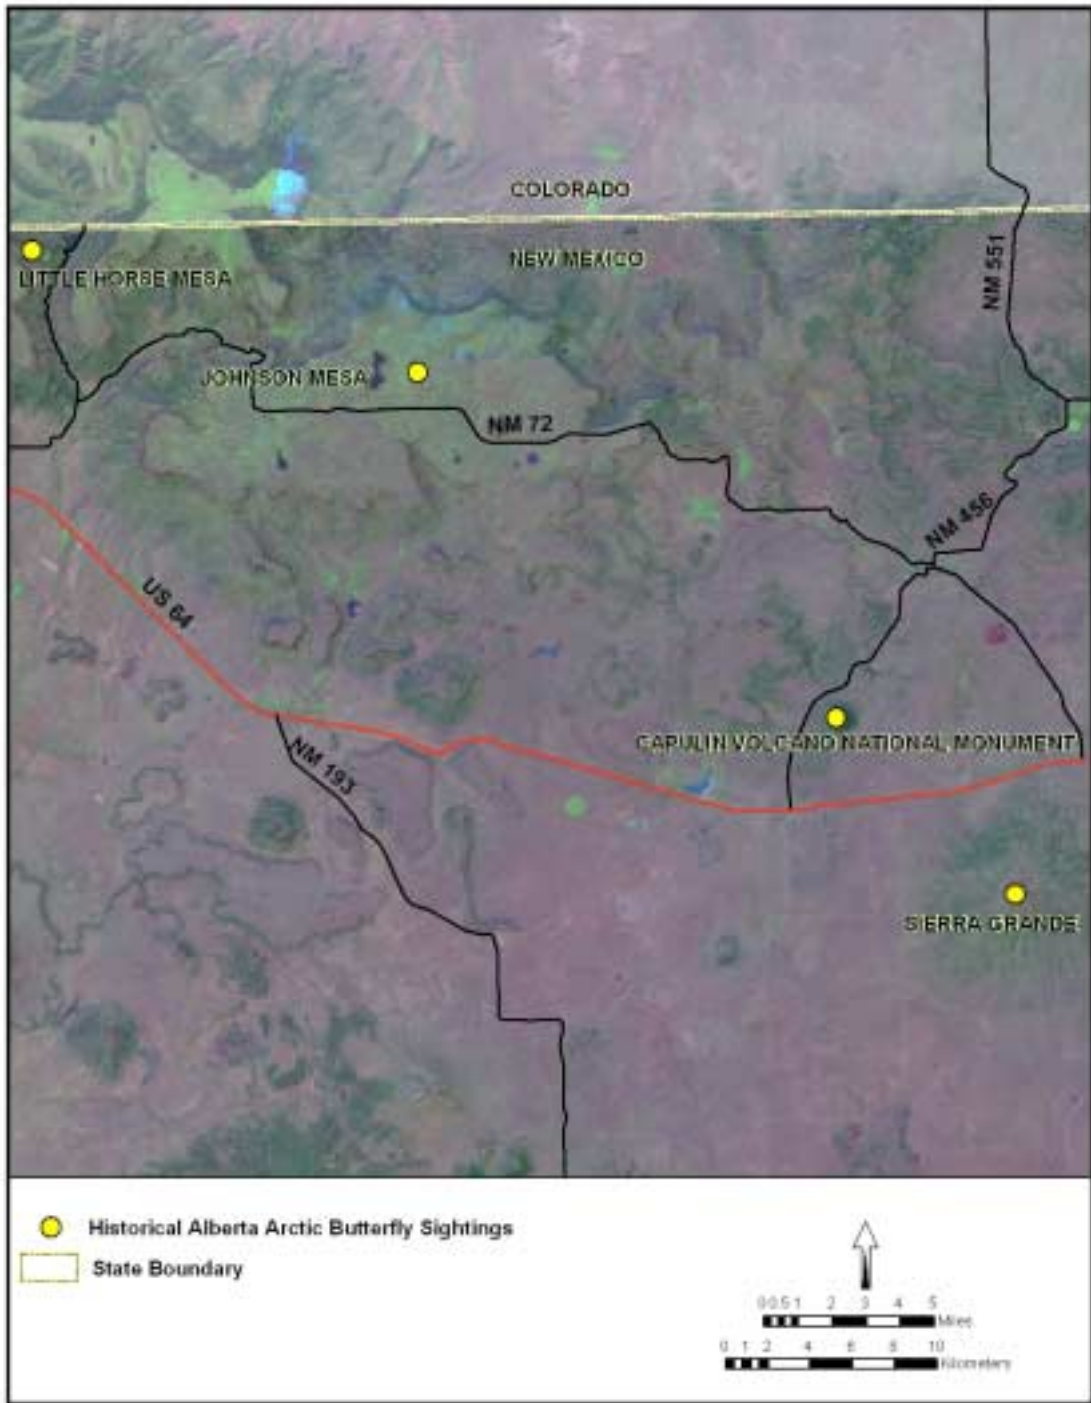 COLORADO
NEW MEXICO
NM 551
LITTLE HORSE MESA
JOHNSON MESA
NM 72
NM 456
US 64
CAPULIN VOLCANO NATIONAL MONUMENT
NM 193
SIERRA GRANDE
Historical Alberta Arctic Butterfly Sightings
State Boundary
0 0.5 1 2 3 4 5
Miles
0 1 2 4 6 8 10
Kilometers